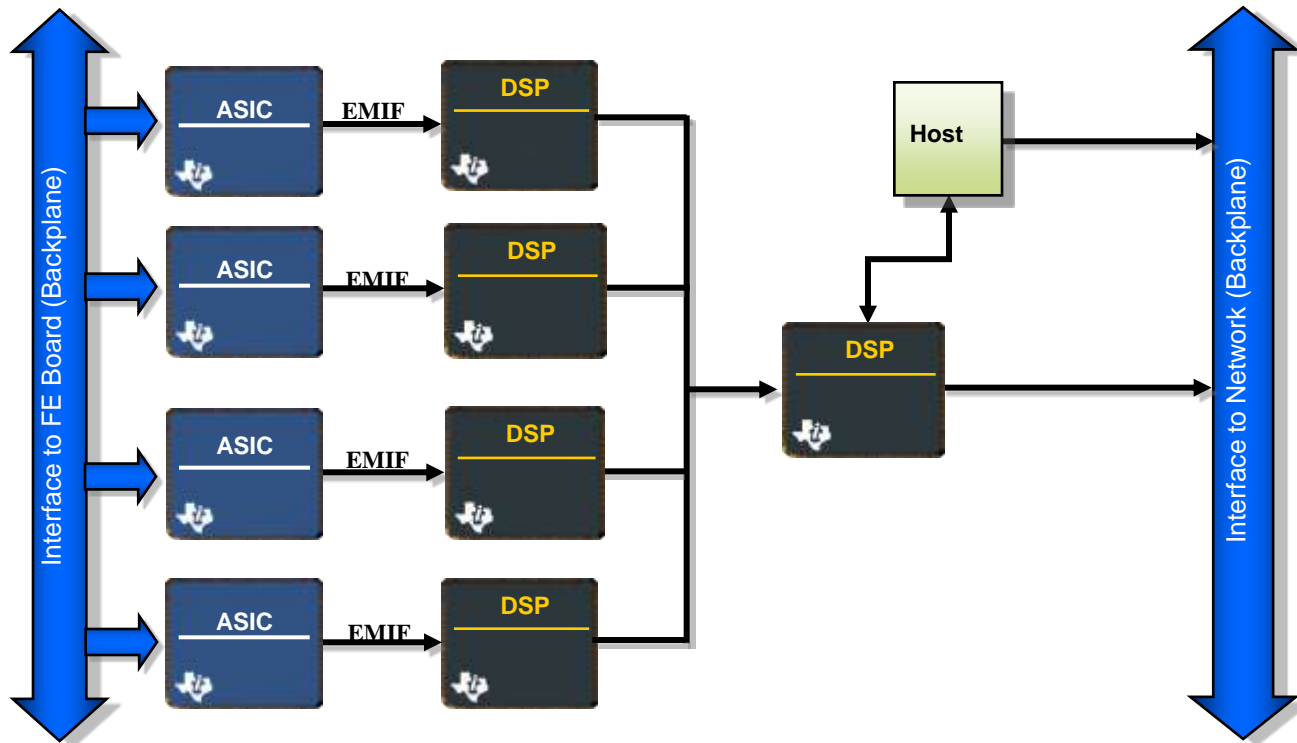 Interface to FE Board (Backplane)
ASIC
EMIF
DSP
ASIC
EMIF
DSP
ASIC
EMIF
DSP
ASIC
EMIF
DSP
DSP
Host
Interface to Network (Backplane)